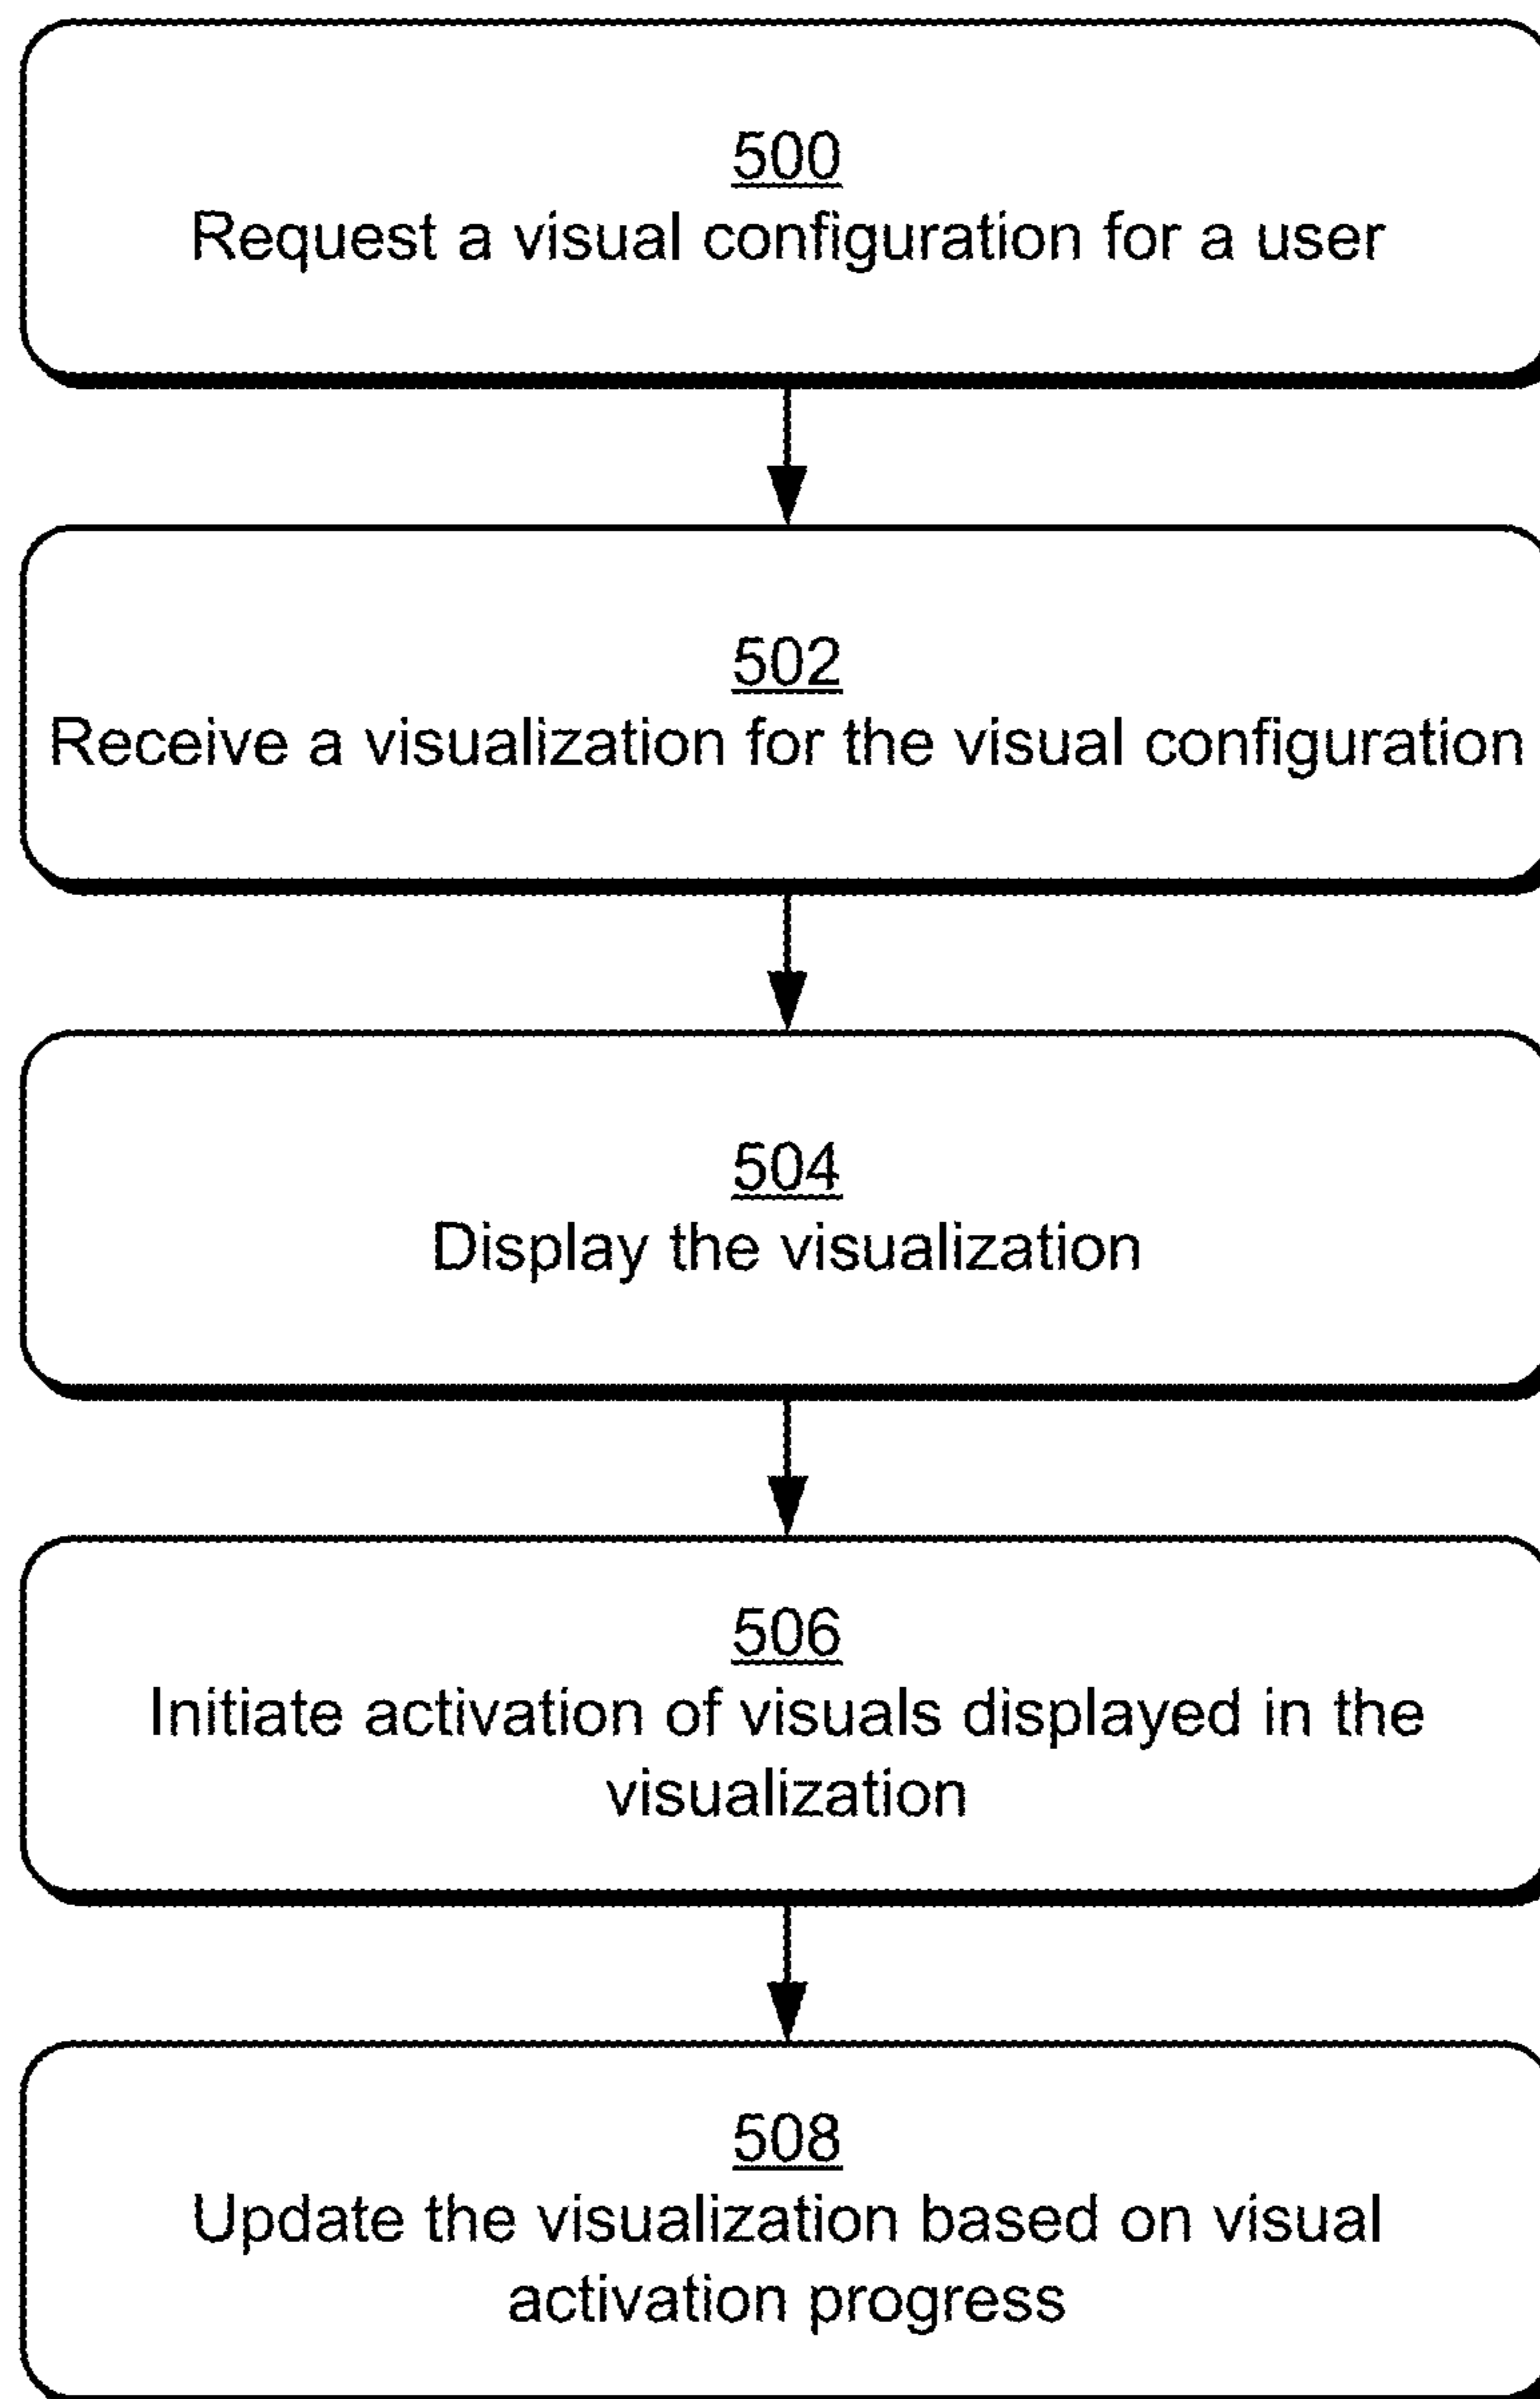 500
Request a visual configuration for a user
502
Receive a visualization for the visual configuration
504
Display the visualization
506
Initiate activation of visuals displayed in the
visualization
508
Update the visualization based on visual
activation progress